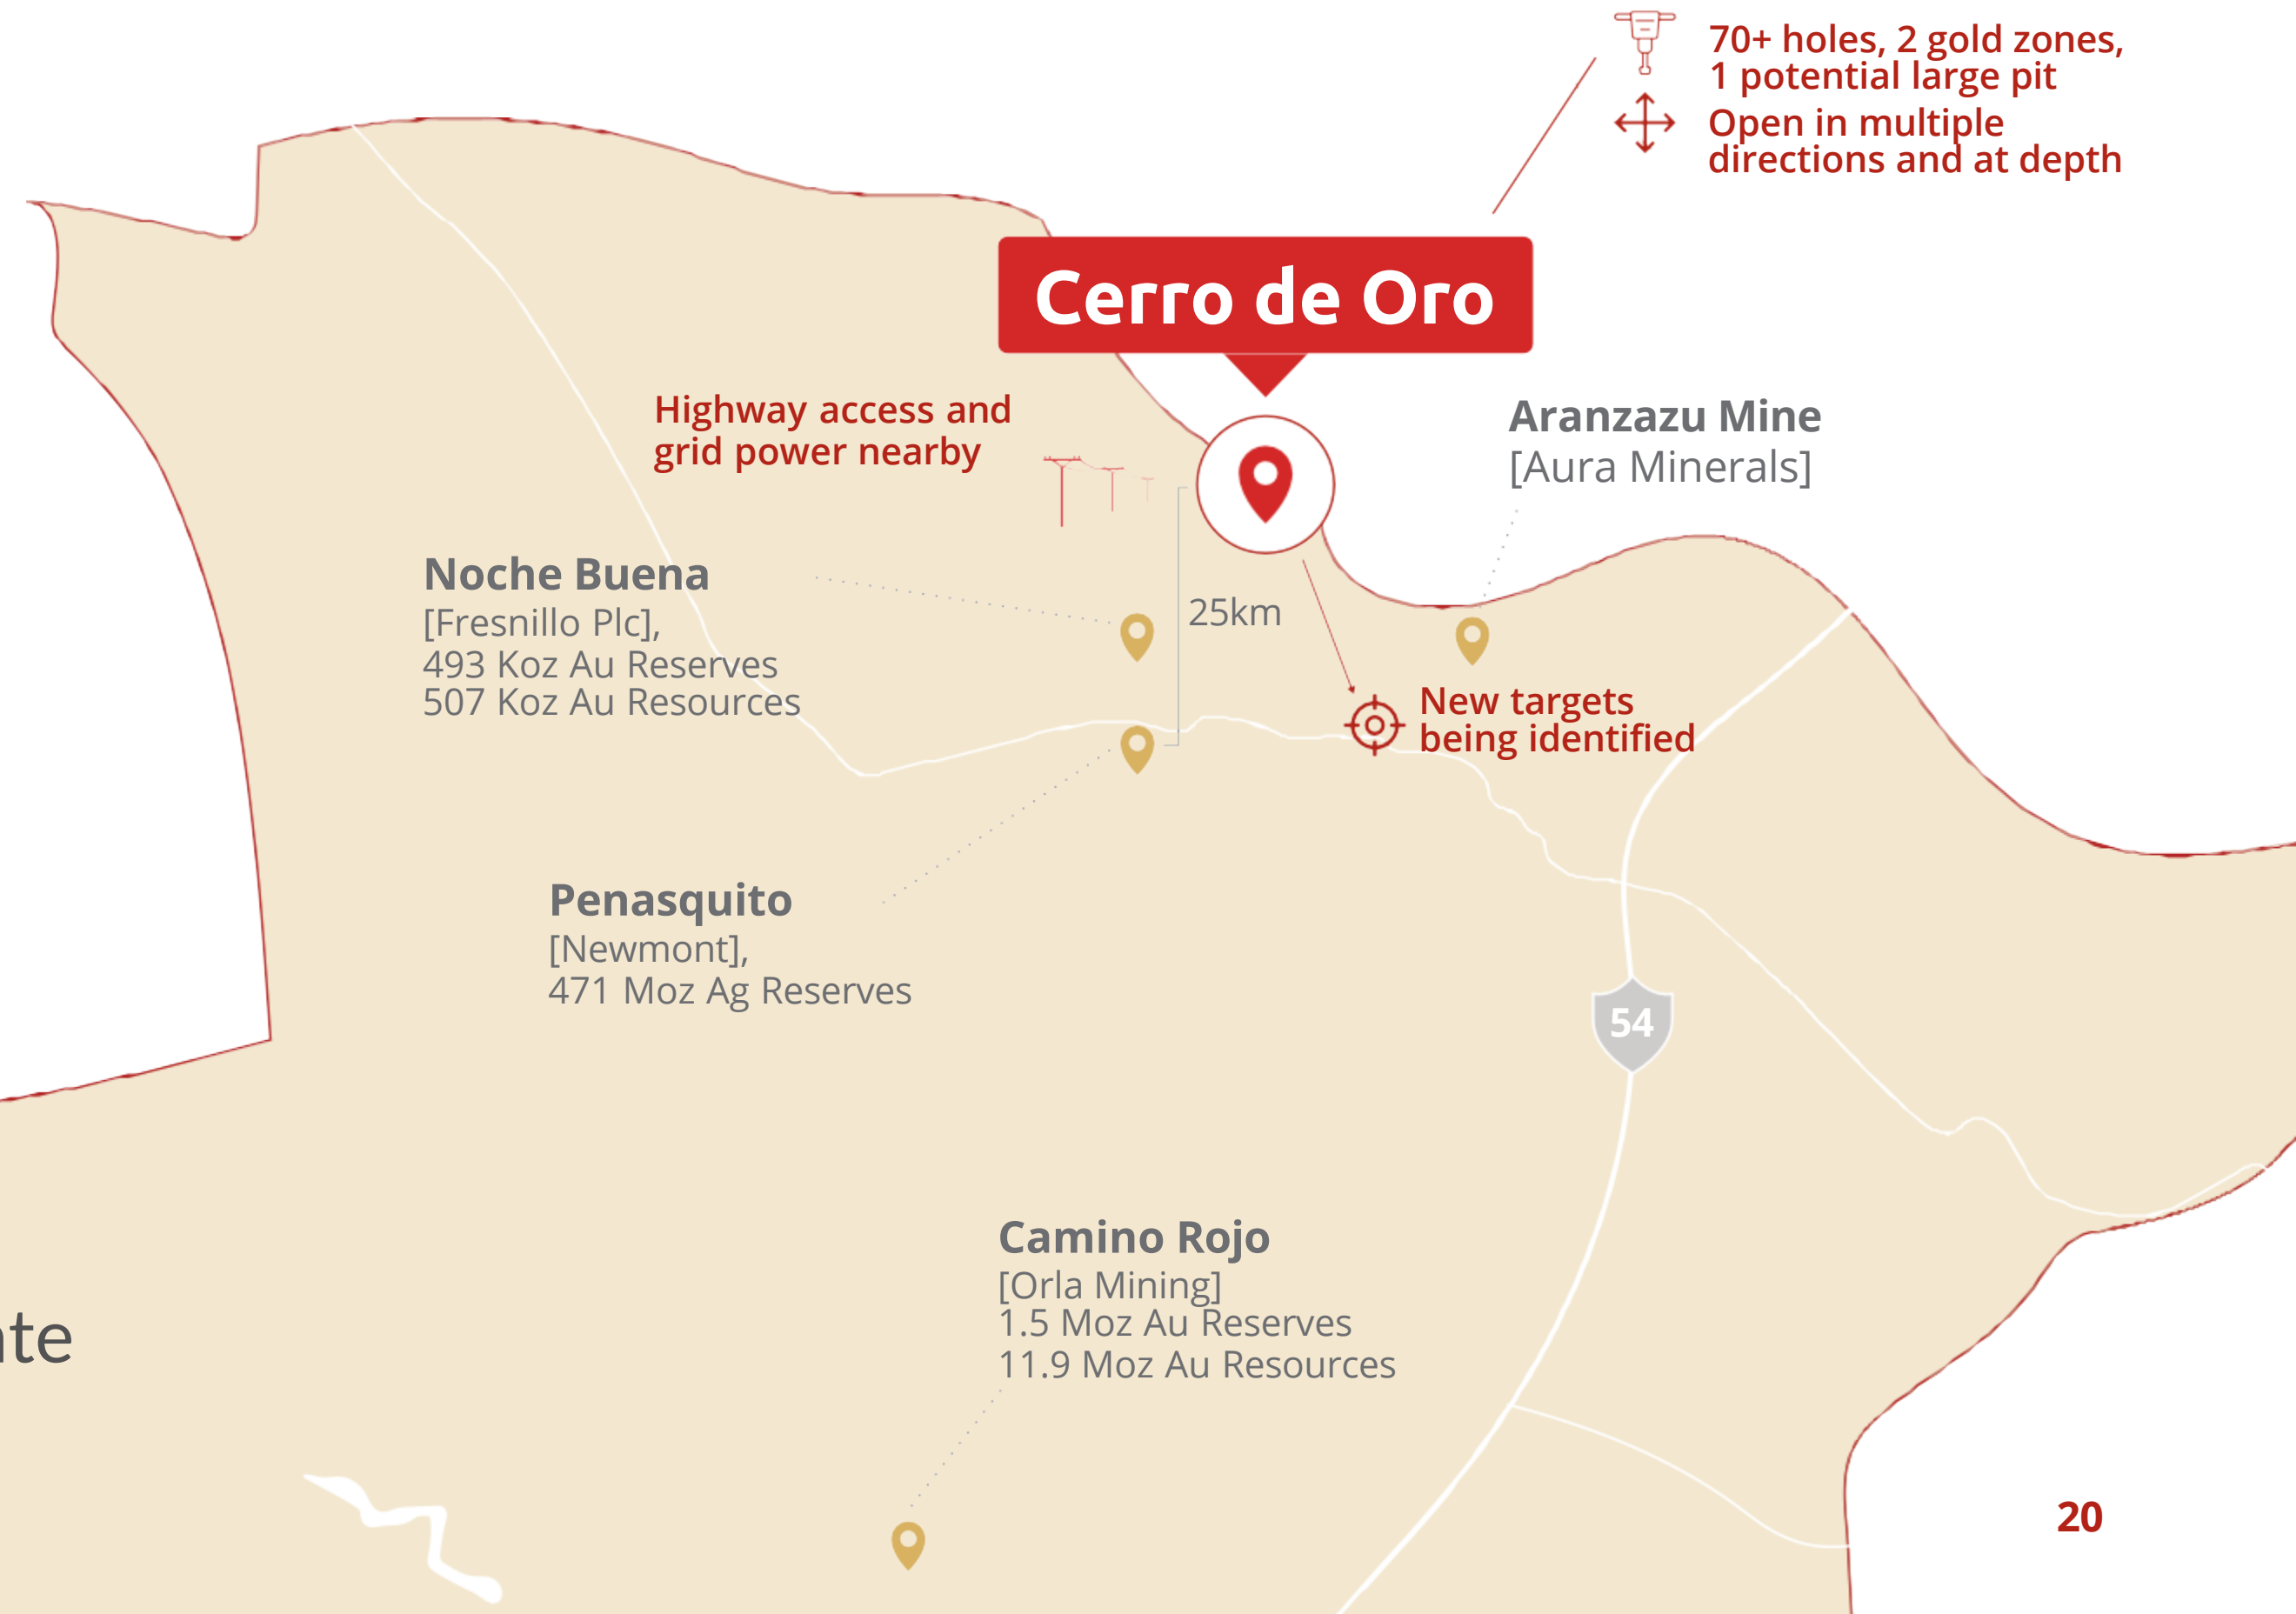 70+ holes, 2 gold zones,
1 potential large pit
Open in multiple
directions and at depth
Cerro de Oro
Highway access and
grid power nearby
Aranzazu Mine
[Aura Minerals]
Noche Buena
[Fresnillo Plc],
493 Koz Au Reserves
507 Koz Au Resources
25km
New targets
being identified
Penasquito
[Newmont],
471 Moz Ag Reserves
54
Camino Rojo
[Orla Mining]
1.5 Moz Au Reserves
11.9 Moz Au Resources
20